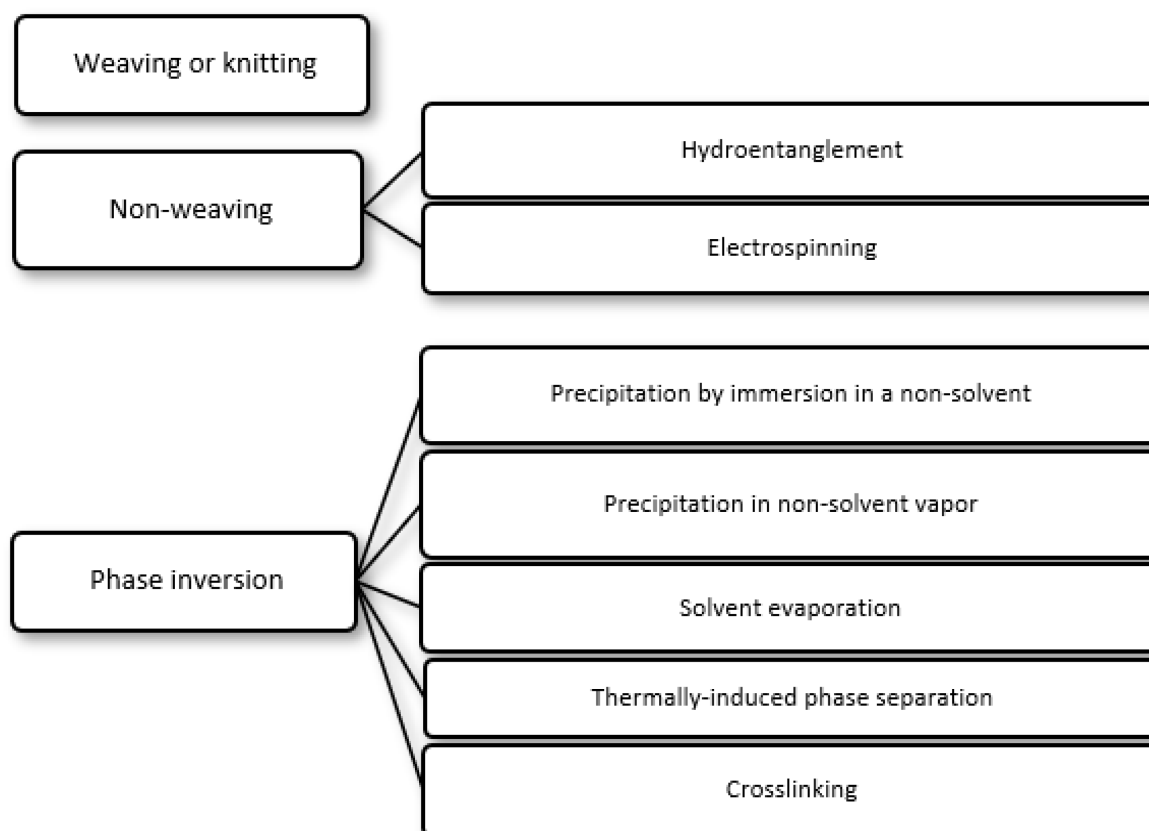 Weaving or knitting
Non-weaving
Hydroentanglement
Electrospinning
Phase inversion
Precipitation by immersion in a non-solvent
Precipitation in non-solvent vapor
Solvent evaporation
Thermally-induced phase separation
Crosslinking